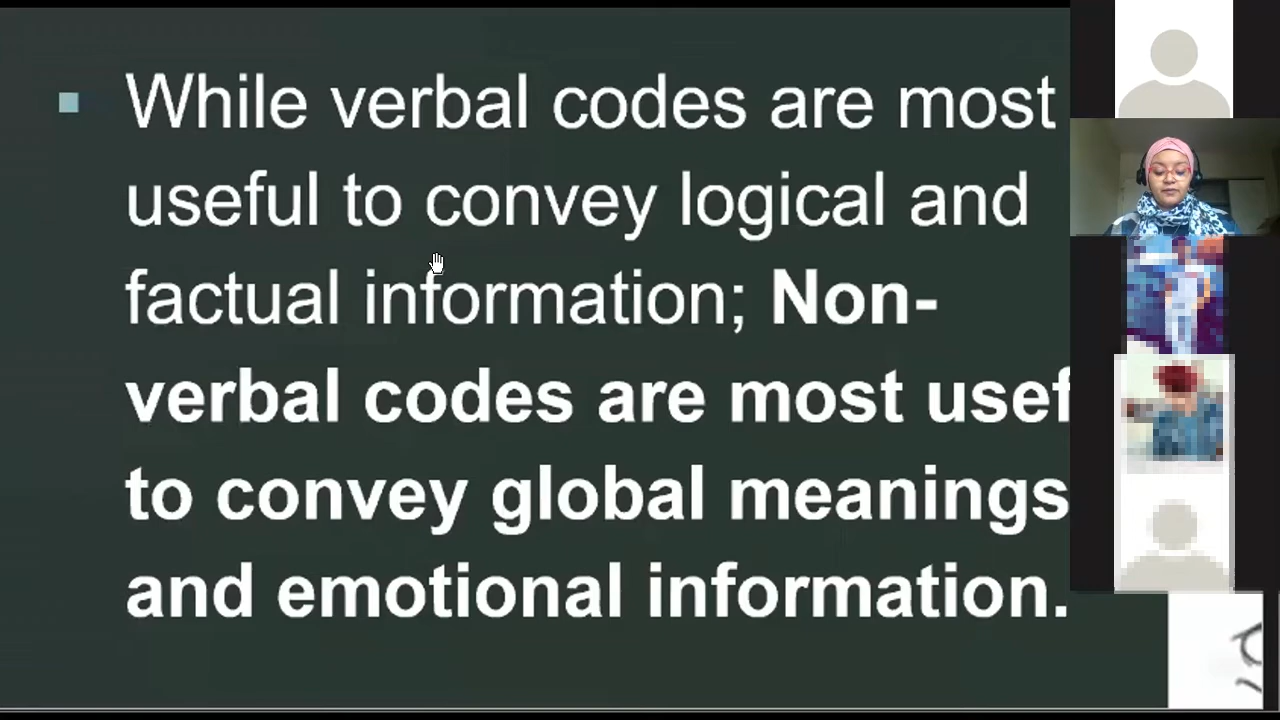 While verbal codes are most
useful to convey logical and
factual information; Non-
verbal codes are most usef
to convey global meanings
and emotional information.